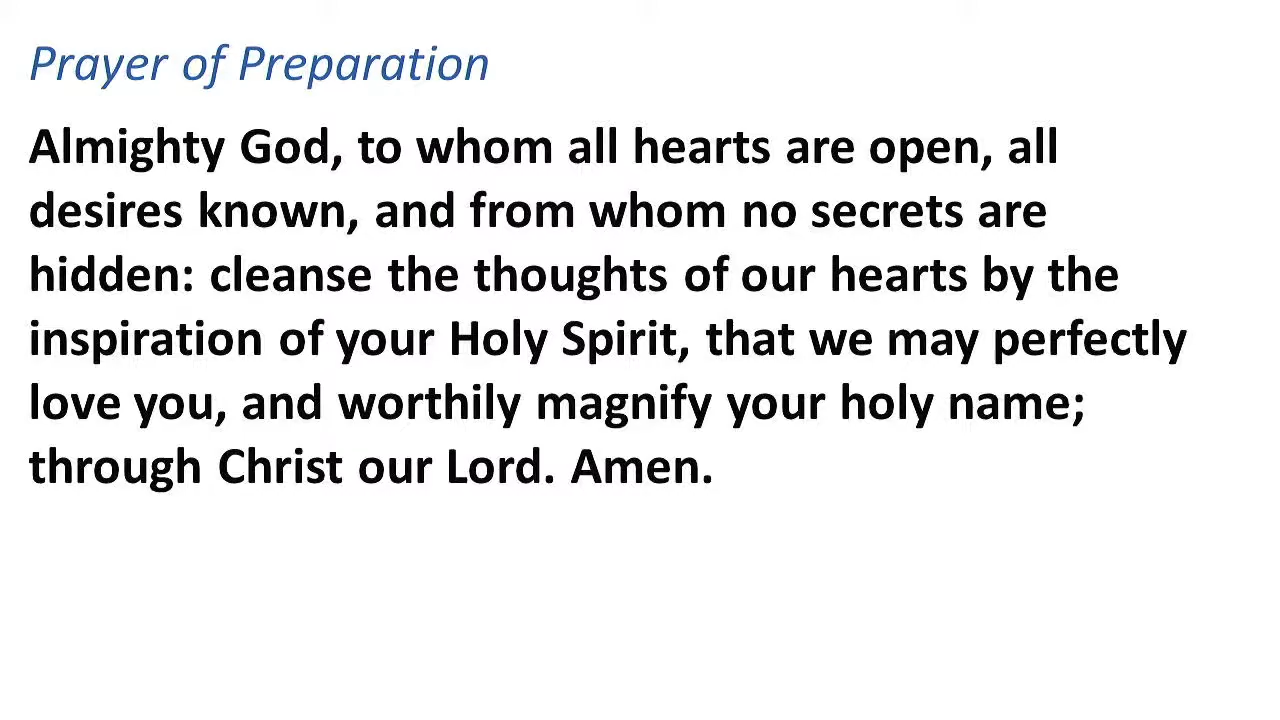 Prayer of Preparation
Almighty God, to whom all hearts are open, all
desires known, and from whom no secrets are
hidden: cleanse the thoughts of our hearts by the
inspiration of your Holy Spirit, that we may perfectly
love you, and worthily magnify your holy name;
through Christ our Lord. Amen.